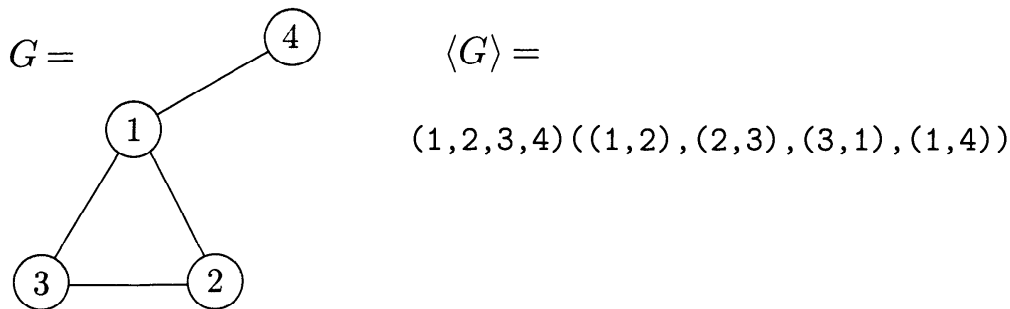 G =
4
⟨G⟩ =
1
(1,2,3,4)((1,2),(2,3),(3,1),(1,4))
3
2